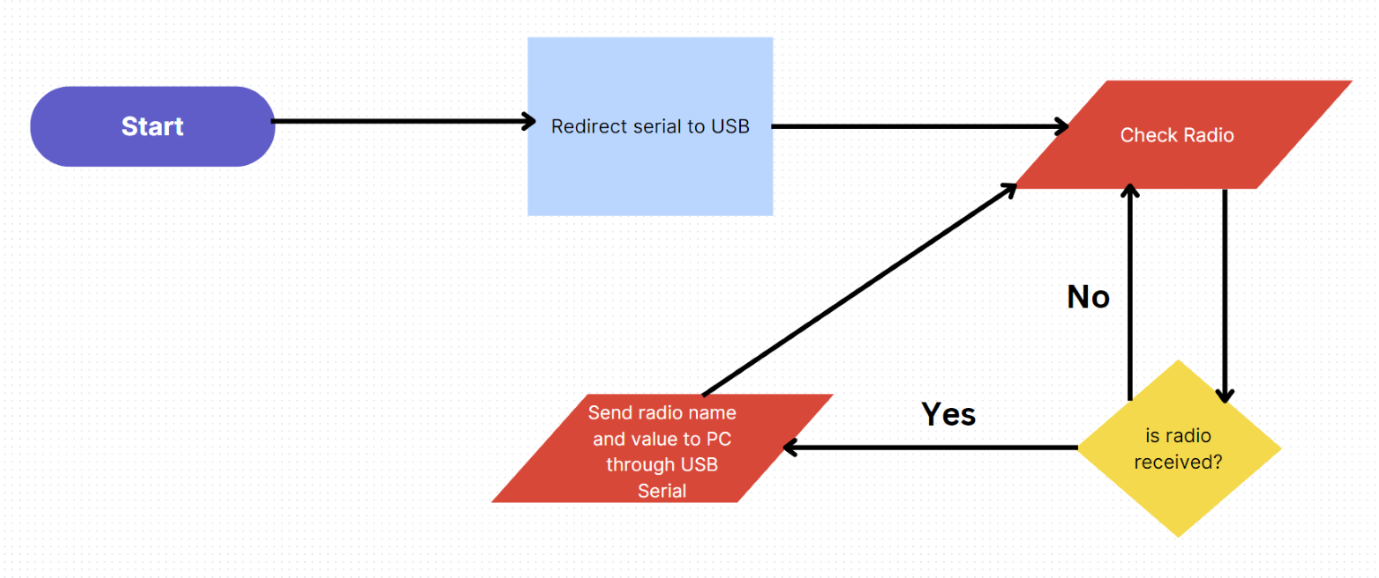 Start
Redirect serial to USB
Check Radio
No
Yes
Send radio name
and value to PC
through USB
Serial
is radio
received?